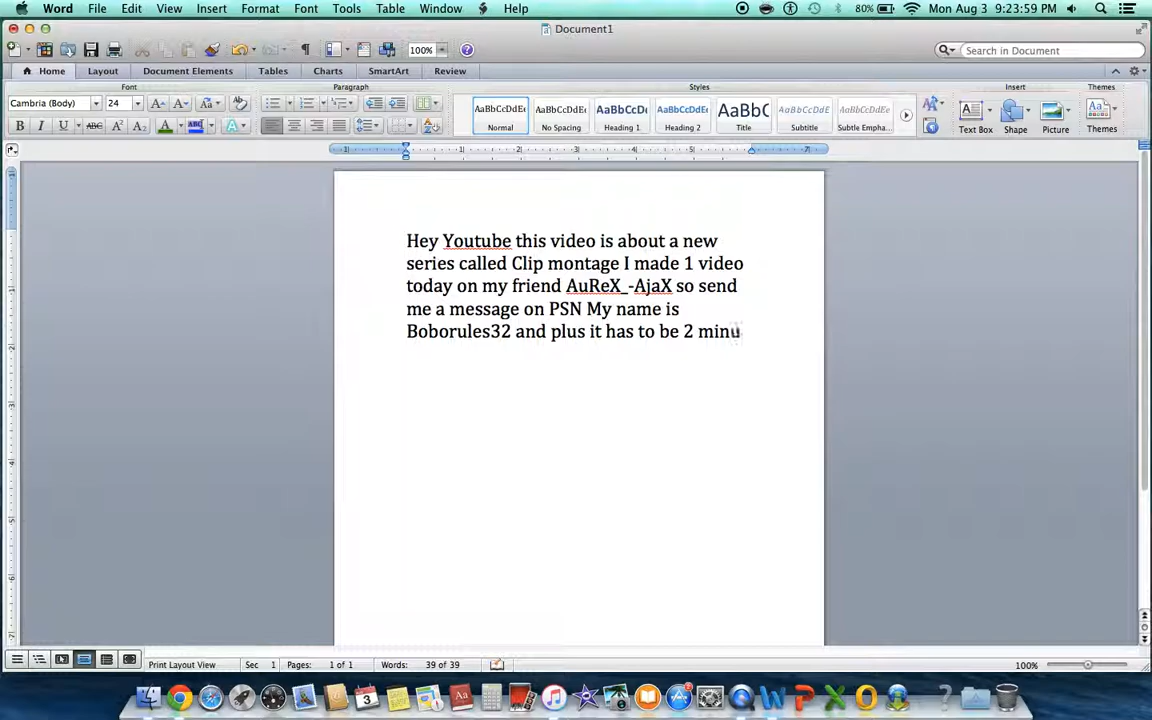 Word File Edit View Insert Format Font Tools Table Window Help 80% Mon Aug 3 9:23:59
Document1
100% Search in Document
Home Layout Document Elements Tables Charts SmartArt Review
Font Paragraph Styles Insert Themes
Cambria (Body) 24 AaBbCcDdEe AaBbCcDdEe AaBbCcDc AaBbCcDdEe AaBbC AaBbCcDdEe AaBbCcDdEe
Normal No Spacing Heading 1 Heading 2 Title Subtitle Subtle Empha... Text Box Shape Picture Themes
Hey Youtube this video is about a new
series called Clip montage I made 1 video
today on my friend AuReX_-AjaX so send
me a message on PSN My name is
Boborules32 and plus it has to be 2 minu
Print Layout View Sec 1 Pages: 1 of 1 Words: 39 of 39 100%